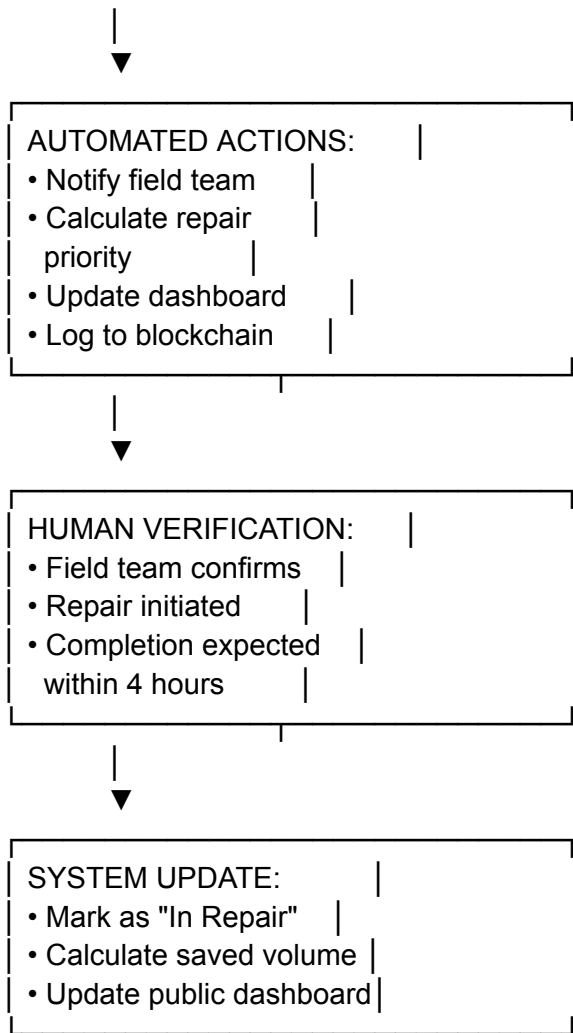 AUTOMATED ACTIONS:
• Notify field team
• Calculate repair
priority
• Update dashboard
• Log to blockchain
HUMAN VERIFICATION:
• Field team confirms
• Repair initiated
• Completion expected
within 4 hours
SYSTEM UPDATE:
• Mark as "In Repair"
• Calculate saved volume
• Update public dashboard